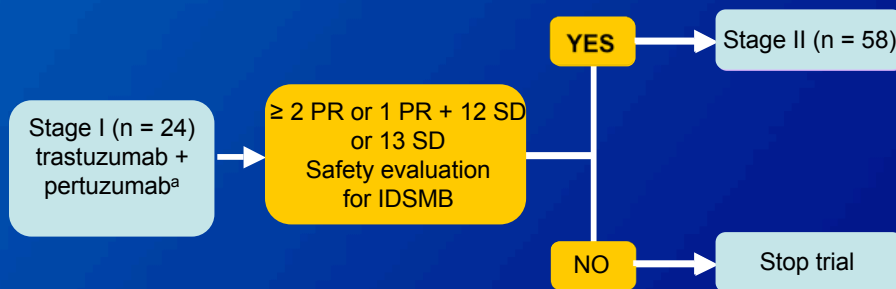 Stage I (n = 24)
trastuzumab +
pertuzumabᵃ
≥ 2 PR or 1 PR + 12 SD
or 13 SD
Safety evaluation
for IDSMB
YES
Stage II (n = 58)
NO
Stop trial